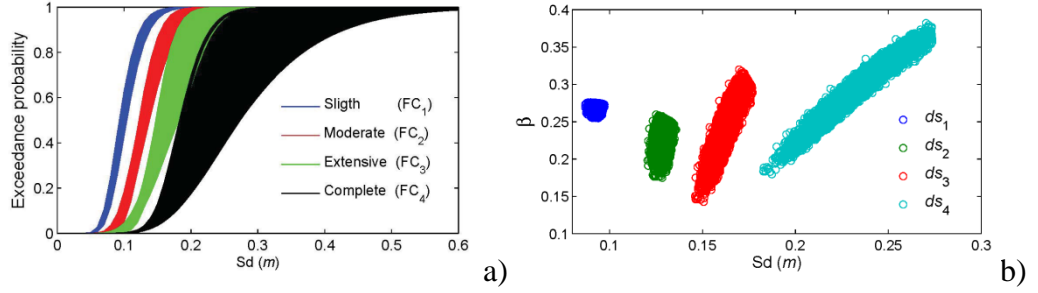 Exceedance probability
1
0.8
0.6
0.4
0.2
0
0 0.1 0.2 0.3 0.4 0.5 0.6
Sd (m)
Sligth (FC1)
Moderate (FC2)
Extensive (FC3)
Complete (FC4)
a)
β
0.4
0.35
0.3
0.25
0.2
0.15
0.1
0.1 0.15 0.2 0.25 0.3
Sd (m)
ds1
ds2
ds3
ds4
b)